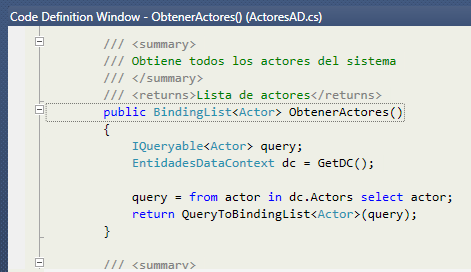 Code Definition Window - ObtenerActores() (ActoresAD.cs)
/// <summary>
/// Obtiene todos los actores del sistema
/// </summary>
/// <returns>Lista de actores</returns>
public BindingList<Actor> ObtenerActores()
{
IQueryable<Actor> query;
EntidadesDataContext dc = GetDC();
query = from actor in dc.Actors select actor;
return QueryToBindingList<Actor>(query);
}
/// <summary>